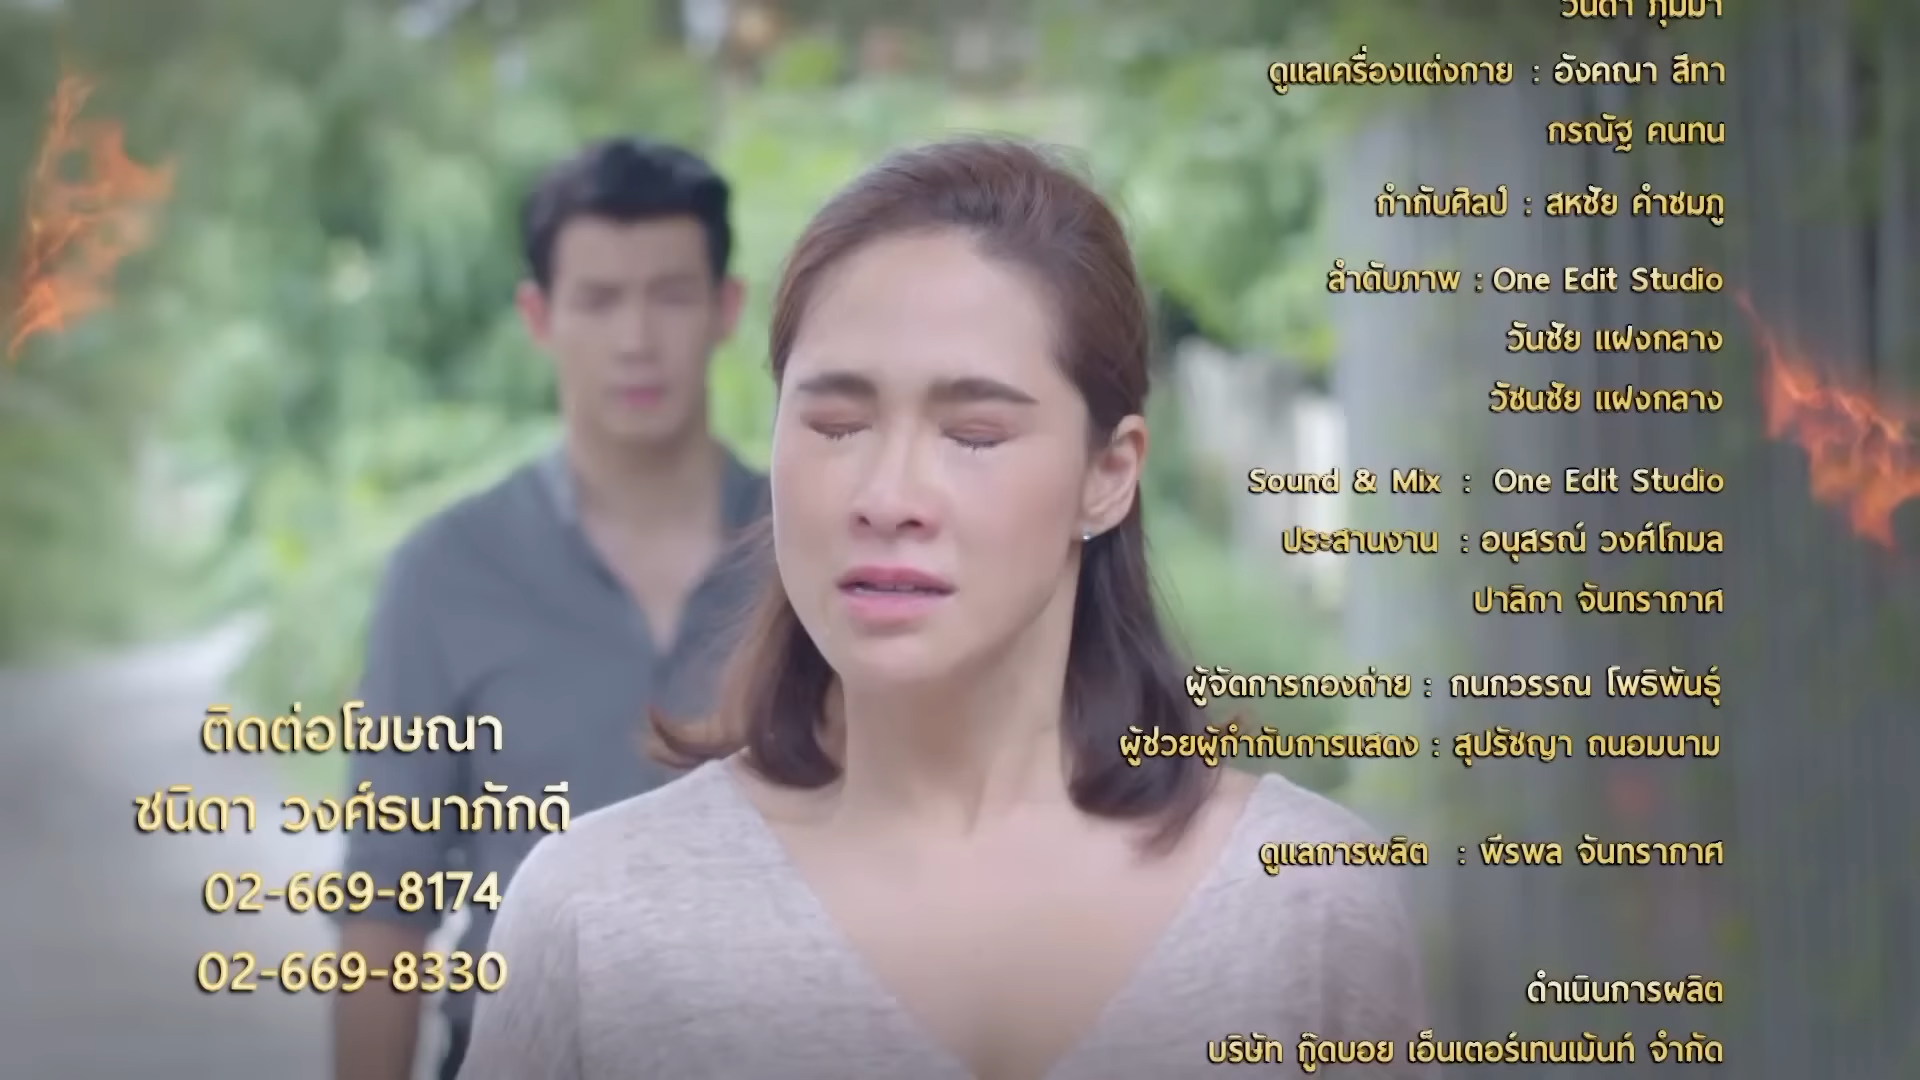 วันดา ภุมมา
ดูแลเครื่องแต่งกาย : อังคณา สีทา
กรณัฐ คนทน
กำกับศิลป์ : สหชัย คำชมภู
ลำดับภาพ : One Edit Studio
วันชัย แฝงกลาง
วัชนชัย แฝงกลาง
Sound & Mix : One Edit Studio
ประสานงาน : อนุสรณ์ วงศ์โกมล
ปาลิกา จันทรากาศ
ผู้จัดการกองถ่าย : กนกวรรณ โพธิพันธุ์
ผู้ช่วยผู้กำกับการแสดง : สุปรัชญา ถนอมนาม
ดูแลการผลิต : พีรพล จันทรากาศ
ดำเนินการผลิต
บริษัท กู๊ดบอย เอ็นเตอร์เทนเม้นท์ จำกัด
ติดต่อโฆษณา
ชนิดา วงศ์ธนาภักดี
02-669-8174
02-669-8330